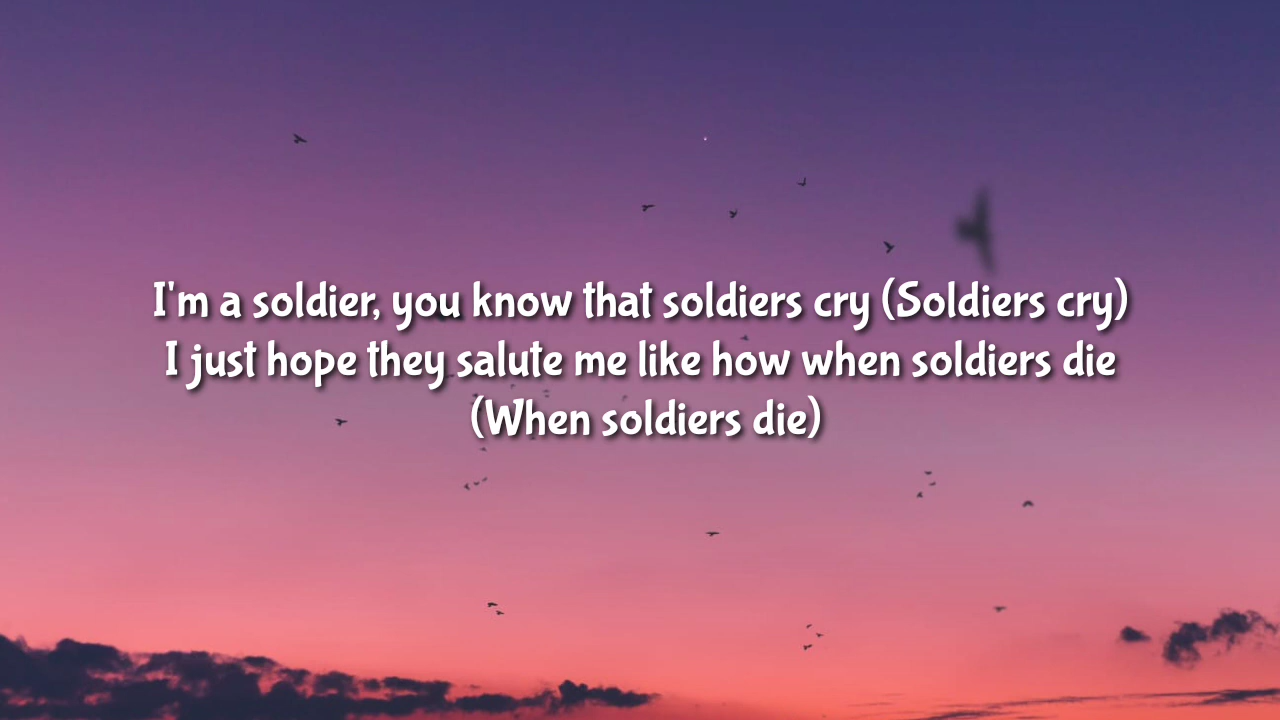 I'm a soldier, you know that soldiers cry (Soldiers cry)
I just hope they salute me like how when soldiers die
(When soldiers die)